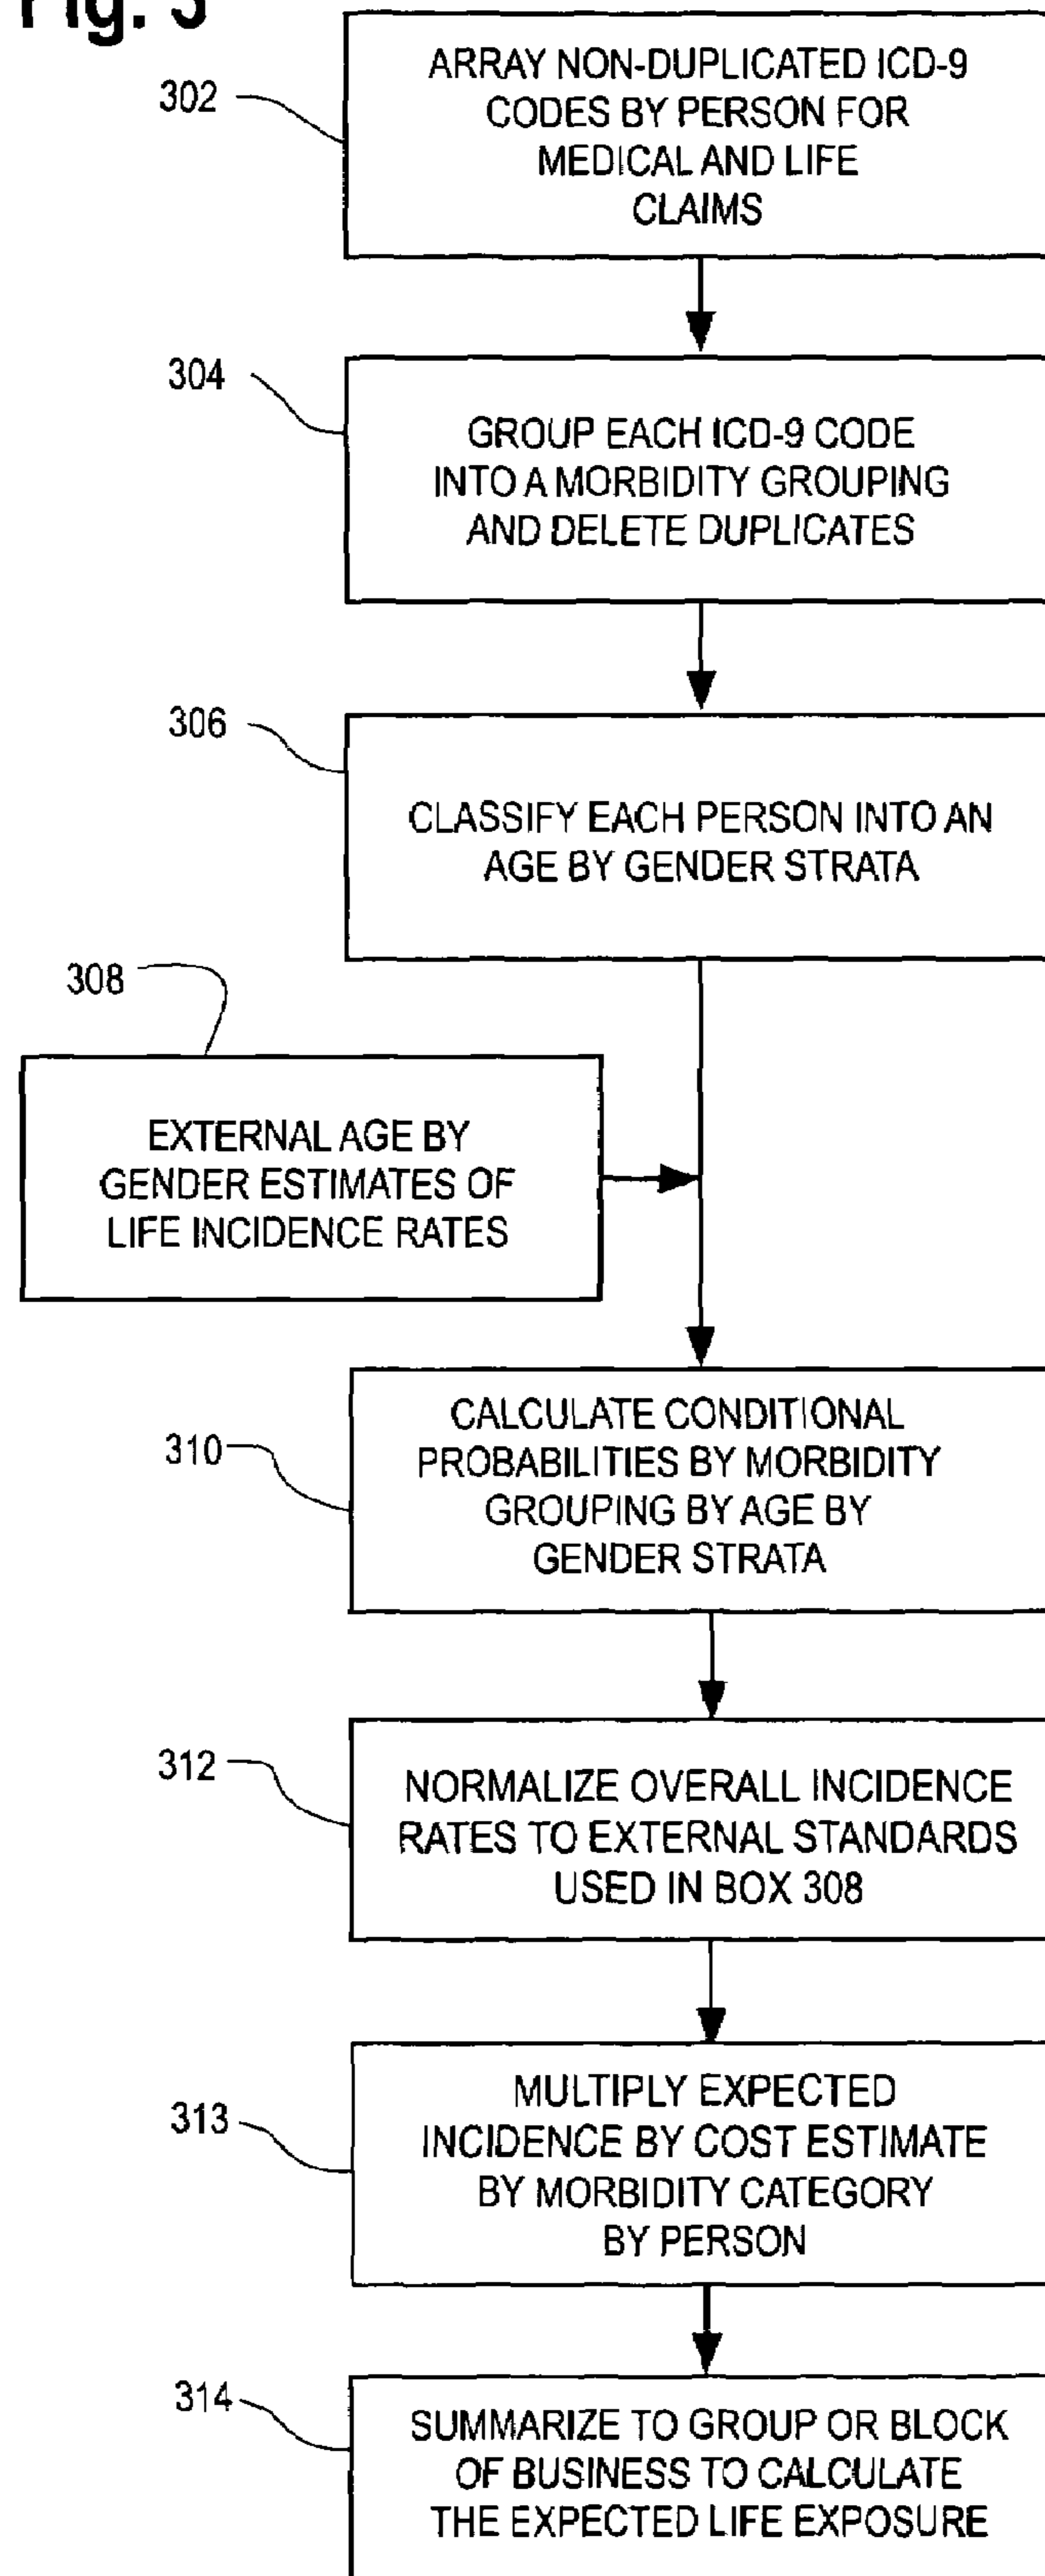 Fig. 3
302
ARRAY NON-DUPLICATED ICD-9
CODES BY PERSON FOR
MEDICAL AND LIFE
CLAIMS
304
GROUP EACH ICD-9 CODE
INTO A MORBIDITY GROUPING
AND DELETE DUPLICATES
306
CLASSIFY EACH PERSON INTO AN
AGE BY GENDER STRATA
308
EXTERNAL AGE BY
GENDER ESTIMATES OF
LIFE INCIDENCE RATES
310
CALCULATE CONDITIONAL
PROBABILITIES BY MORBIDITY
GROUPING BY AGE BY
GENDER STRATA
312
NORMALIZE OVERALL INCIDENCE
RATES TO EXTERNAL STANDARDS
USED IN BOX 308
313
MULTIPLY EXPECTED
INCIDENCE BY COST ESTIMATE
BY MORBIDITY CATEGORY
BY PERSON
314
SUMMARIZE TO GROUP OR BLOCK
OF BUSINESS TO CALCULATE
THE EXPECTED LIFE EXPOSURE